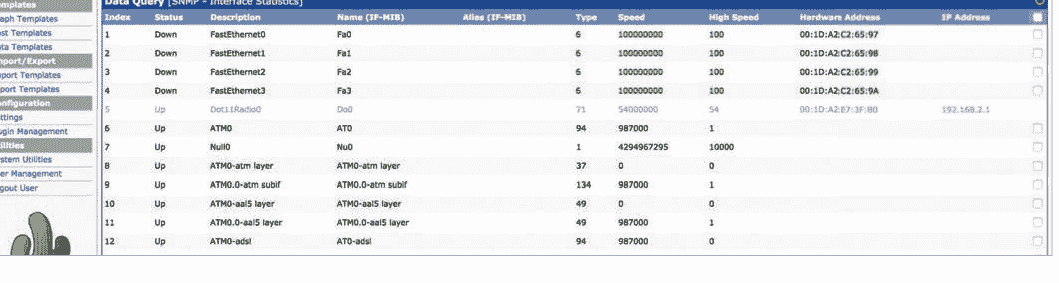 Data Query [SNMP - Interface Statistics]
Index Status Description Name (IF-MIB) Alias (IF-MIB) Type Speed High Speed Hardware Address IP Address
1 Down FastEthernet0 Fa0 6 100000000 100 00:1D:A2:C2:65:97
2 Down FastEthernet1 Fa1 6 100000000 100 00:1D:A2:C2:65:98
3 Down FastEthernet2 Fa2 6 100000000 100 00:1D:A2:C2:65:99
4 Down FastEthernet3 Fa3 6 100000000 100 00:1D:A2:C2:65:9A
5 Up Dot11Radio0 Do0 71 54000000 54 00:1D:A2:E7:3F:B0 192.168.2.1
6 Up ATM0 AT0 94 987000 1
7 Up Null0 Nu0 1 4294967295 10000
8 Up ATM0-atm layer ATM0-atm layer 37 0 0
9 Up ATM0.0-atm subif ATM0.0-atm subif 134 987000 1
10 Up ATM0-aal5 layer ATM0-aal5 layer 49 0 0
11 Up ATM0.0-aal5 layer ATM0.0-aal5 layer 49 987000 1
12 Up ATM0-adsl AT0-adsl 94 987000 0
emplates
raph Templates
ost Templates
ata Templates
mport/Export
mport Templates
xport Templates
onfiguration
ettings
lugin Management
tilities
ystem Utilities
ser Management
ogout User